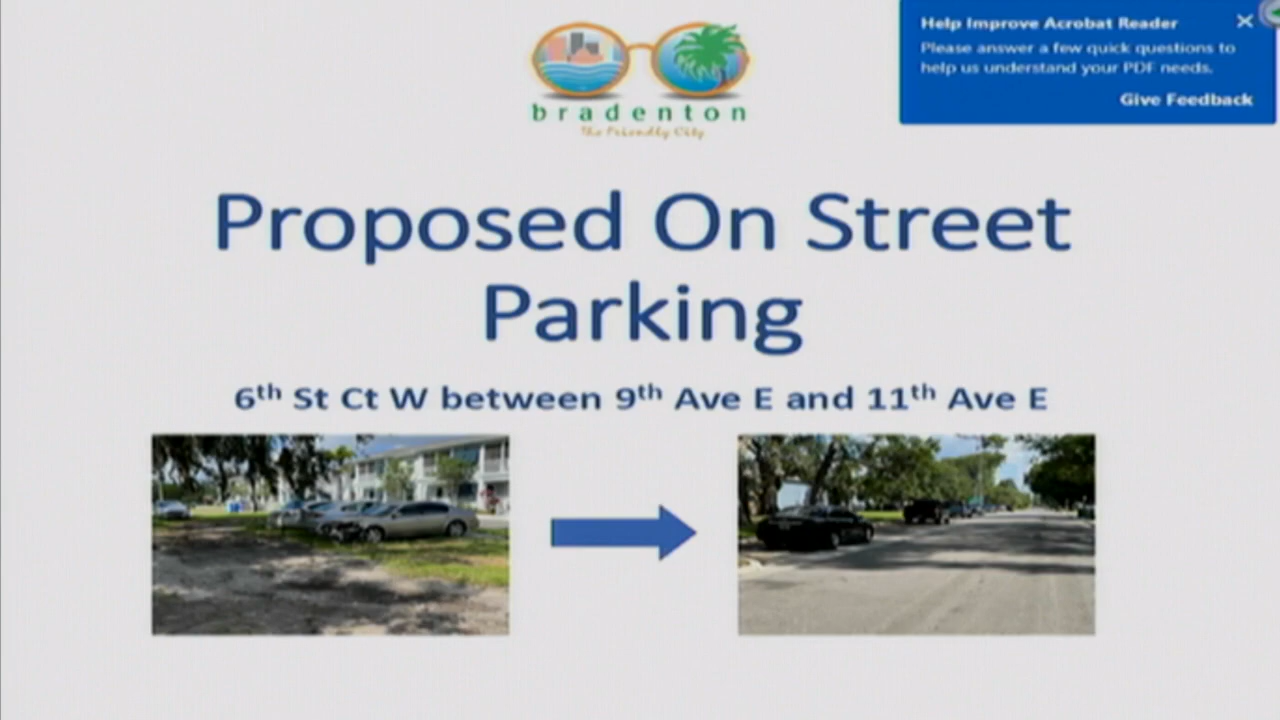 bradenton
The Friendly City
Help Improve Acrobat Reader
Please answer a few quick questions to
help us understand your PDF needs.
Give Feedback
Proposed On Street
Parking
6th St Ct W between 9th Ave E and 11th Ave E